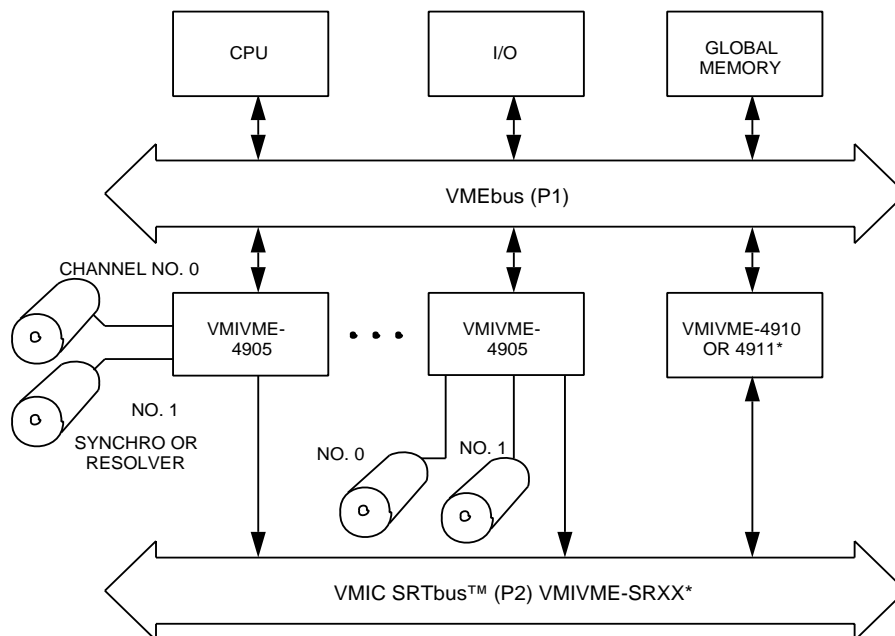 CPU
I/O
GLOBAL
MEMORY
VMEbus (P1)
CHANNEL NO. 0
VMIVME-
4905
VMIVME-
4905
VMIVME-4910
OR 4911*
NO. 1
SYNCHRO OR
RESOLVER
NO. 0
NO. 1
VMIC SRTbus™ (P2) VMIVME-SRXX*